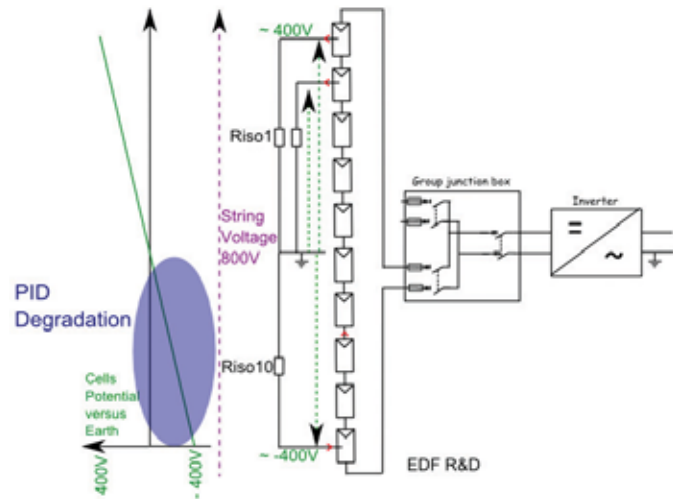 ~ 400V
Riso1
Group junction box
Inverter
String
Voltage
800V
PID
Degradation
Riso10
Cells
Potential
versus
Earth
400V
- 400V
~ -400V
EDF R&D